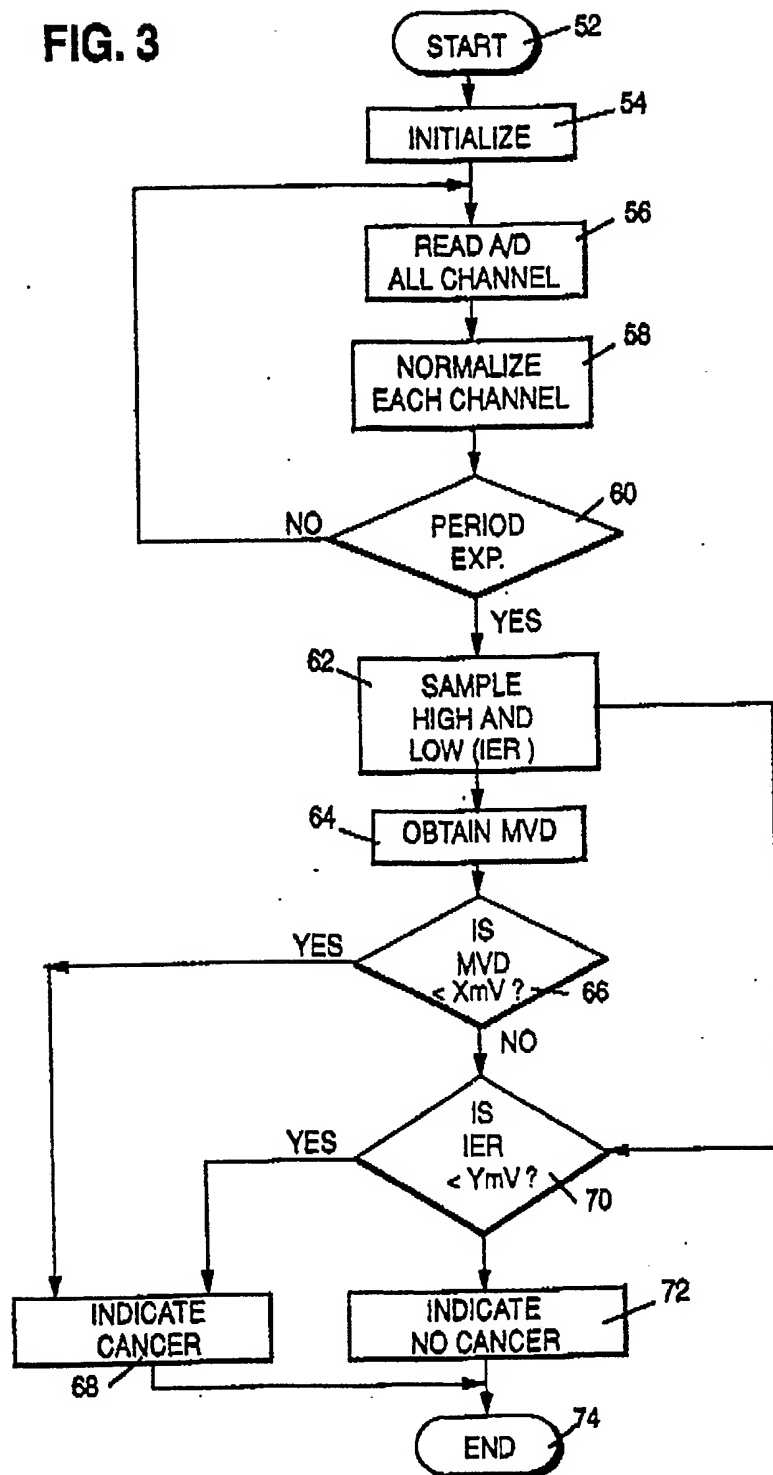 FIG. 3
START
52
INITIALIZE
54
READ A/D
ALL CHANNEL
56
NORMALIZE
EACH CHANNEL
58
PERIOD
EXP.
60
NO
YES
62
SAMPLE
HIGH AND
LOW (IER )
64
OBTAIN MVD
IS
MVD
< XmV ?
66
YES
NO
IS
IER
< YmV ?
70
YES
INDICATE
CANCER
68
INDICATE
NO CANCER
72
END
74